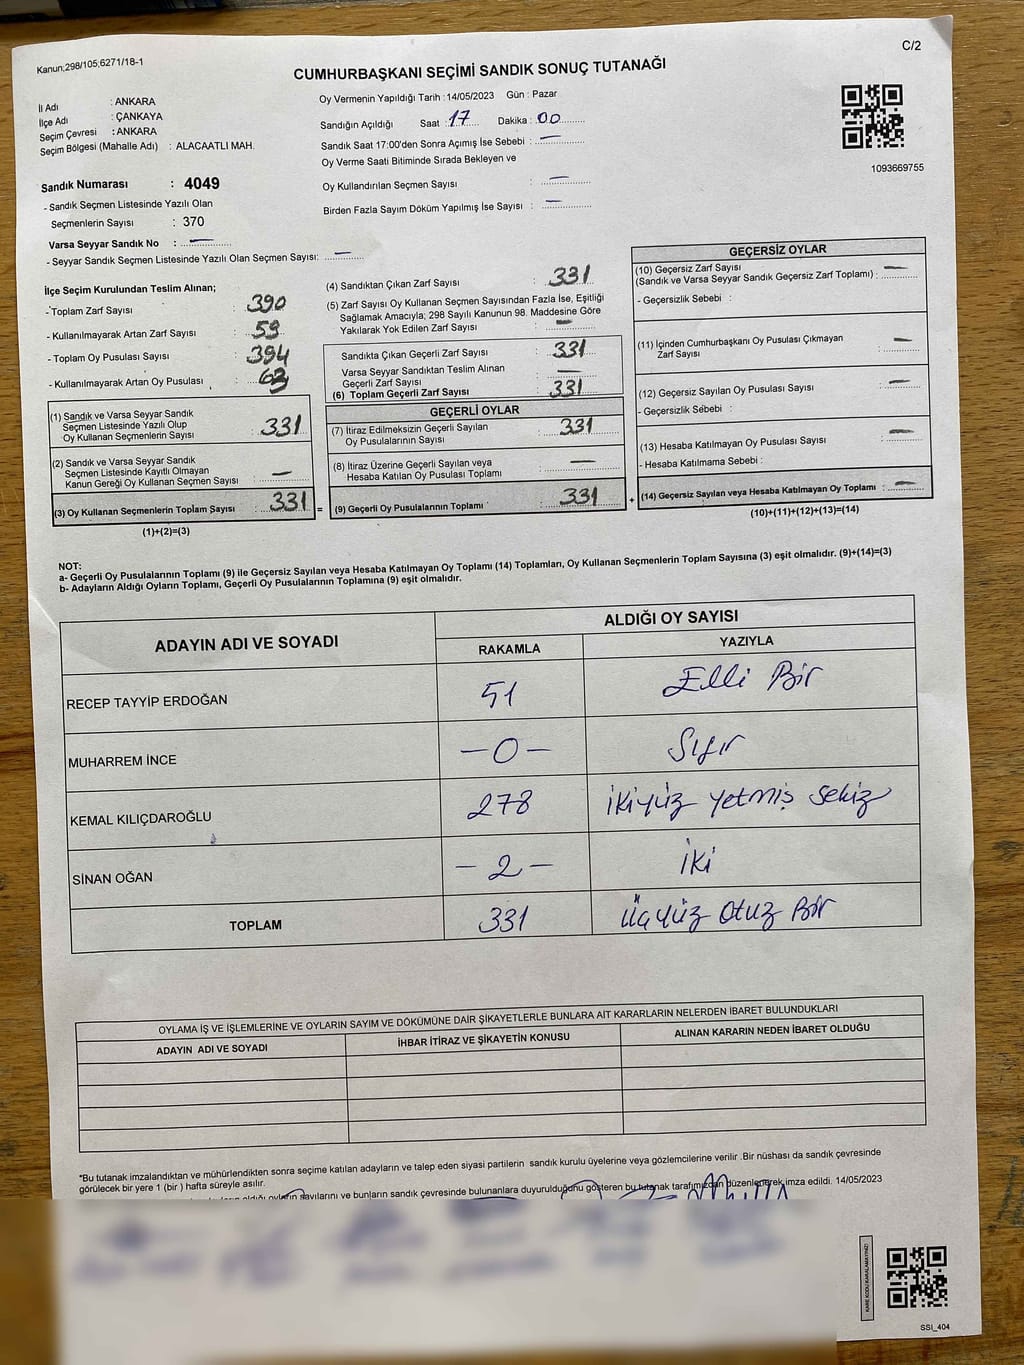 Kanun;298/105;6271/18-1
C/2
CUMHURBAŞKANI SEÇİMİ SANDIK SONUÇ TUTANAĞI
İl Adı : ANKARA
İlçe Adı : ÇANKAYA
Seçim Çevresi : ANKARA
Seçim Bölgesi (Mahalle Adı) : ALACAATLI MAH.
Oy Vermenin Yapıldığı Tarih : 14/05/2023 Gün : Pazar
Sandığın Açıldığı Saat : 17 Dakika : 00
Sandık Saat 17:00'den Sonra Açımış İse Sebebi : —
Oy Verme Saati Bitiminde Sırada Bekleyen ve
Oy Kullandırılan Seçmen Sayısı : —
Birden Fazla Sayım Döküm Yapılmış İse Sayısı : —
1093669755
Sandık Numarası : 4049
- Sandık Seçmen Listesinde Yazılı Olan
Seçmenlerin Sayısı : 370
Varsa Seyyar Sandık No : —
- Seyyar Sandık Seçmen Listesinde Yazılı Olan Seçmen Sayısı: —
İlçe Seçim Kurulundan Teslim Alınan;
- Toplam Zarf Sayısı : 390
- Kullanılmayarak Artan Zarf Sayısı : 59
- Toplam Oy Pusulası Sayısı : 394
- Kullanılmayarak Artan Oy Pusulası : 63
(1) Sandık ve Varsa Seyyar Sandık
Seçmen Listesinde Yazılı Olup
Oy Kullanan Seçmenlerin Sayısı : 331
(2) Sandık ve Varsa Seyyar Sandık
Seçmen Listesinde Kayıtlı Olmayan
Kanun Gereği Oy Kullanan Seçmen Sayısı : —
(3) Oy Kullanan Seçmenlerin Toplam Sayısı : 331 =
(1)+(2)=(3)
(4) Sandıktan Çıkan Zarf Sayısı : 331
(5) Zarf Sayısı Oy Kullanan Seçmen Sayısından Fazla İse, Eşitliği
Sağlamak Amacıyla; 298 Sayılı Kanunun 98. Maddesine Göre
Yakılarak Yok Edilen Zarf Sayısı : —
Sandıkta Çıkan Geçerli Zarf Sayısı : 331
Varsa Seyyar Sandıktan Teslim Alınan
Geçerli Zarf Sayısı : —
(6) Toplam Geçerli Zarf Sayısı : 331
GEÇERLİ OYLAR
(7) İtiraz Edilmeksizin Geçerli Sayılan
Oy Pusulalarının Sayısı : 331
(8) İtiraz Üzerine Geçerli Sayılan veya
Hesaba Katılan Oy Pusulası Toplamı : —
(9) Geçerli Oy Pusulalarının Toplamı : 331 +
GEÇERSİZ OYLAR
(10) Geçersiz Zarf Sayısı
(Sandık ve Varsa Seyyar Sandık Geçersiz Zarf Toplamı) : —
- Geçersizlik Sebebi :
(11) İçinden Cumhurbaşkanı Oy Pusulası Çıkmayan
Zarf Sayısı : —
(12) Geçersiz Sayılan Oy Pusulası Sayısı : —
- Geçersizlik Sebebi :
(13) Hesaba Katılmayan Oy Pusulası Sayısı : —
- Hesaba Katılmama Sebebi :
(14) Geçersiz Sayılan veya Hesaba Katılmayan Oy Toplamı : —
(10)+(11)+(12)+(13)=(14)
NOT:
a- Geçerli Oy Pusulalarının Toplamı (9) ile Geçersiz Sayılan veya Hesaba Katılmayan Oy Toplamı (14) Toplamları, Oy Kullanan Seçmenlerin Toplam Sayısına (3) eşit olmalıdır. (9)+(14)=(3)
b- Adayların Aldığı Oyların Toplamı, Geçerli Oy Pusulalarının Toplamına (9) eşit olmalıdır.
ADAYIN ADI VE SOYADI
ALDIĞI OY SAYISI
RAKAMLA YAZIYLA
RECEP TAYYİP ERDOĞAN 51 Elli Bir
MUHARREM İNCE —0— Sıfır
KEMAL KILIÇDAROĞLU 278 ikiyüz yetmiş sekiz
SİNAN OĞAN —2— iki
TOPLAM 331 üçyüz Otuz Bir
OYLAMA İŞ VE İŞLEMLERİNE VE OYLARIN SAYIM VE DÖKÜMÜNE DAİR ŞİKAYETLERLE BUNLARA AİT KARARLARIN NELERDEN İBARET BULUNDUKLARI
ADAYIN ADI VE SOYADI İHBAR İTİRAZ VE ŞİKAYETİN KONUSU ALINAN KARARIN NEDEN İBARET OLDUĞU
*Bu tutanak imzalandıktan ve mühürlendikten sonra seçime katılan adayların ve talep eden siyasi partilerin sandık kurulu üyelerine veya gözlemcilerine verilir .Bir nüshası da sandık çevresinde
görülecek bir yere 1 (bir ) hafta süreyle asılır.
aldığı oyların sayılarını ve bunların sandık çevresinde bulunanlara duyurulduğunu gösteren bu tutanak tarafımızdan düzenlenerek imza edildi. 14/05/2023
KARE KODU KARALAMAYINIZ!
SSI_404